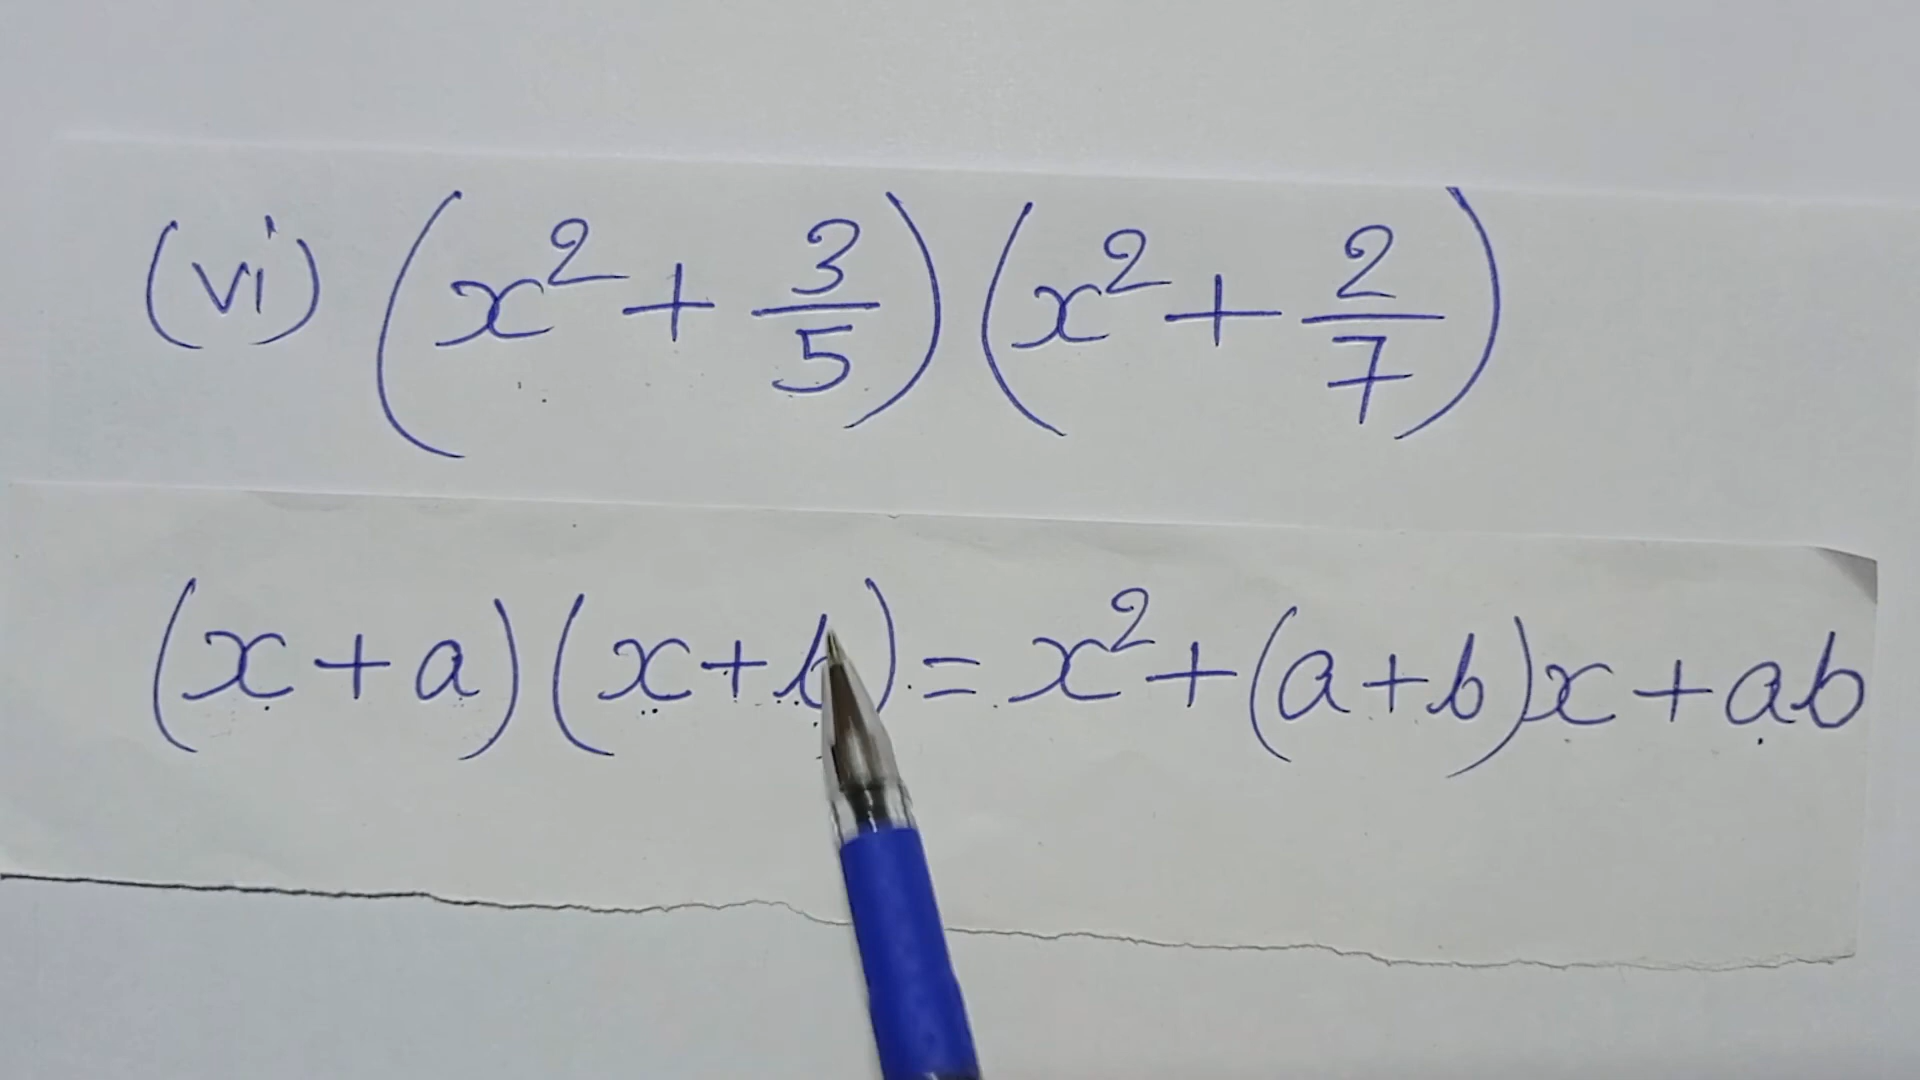 (vi) (x² + 3/5) (x² + 2/7)
(x + a) (x + b) = x² + (a + b)x + ab